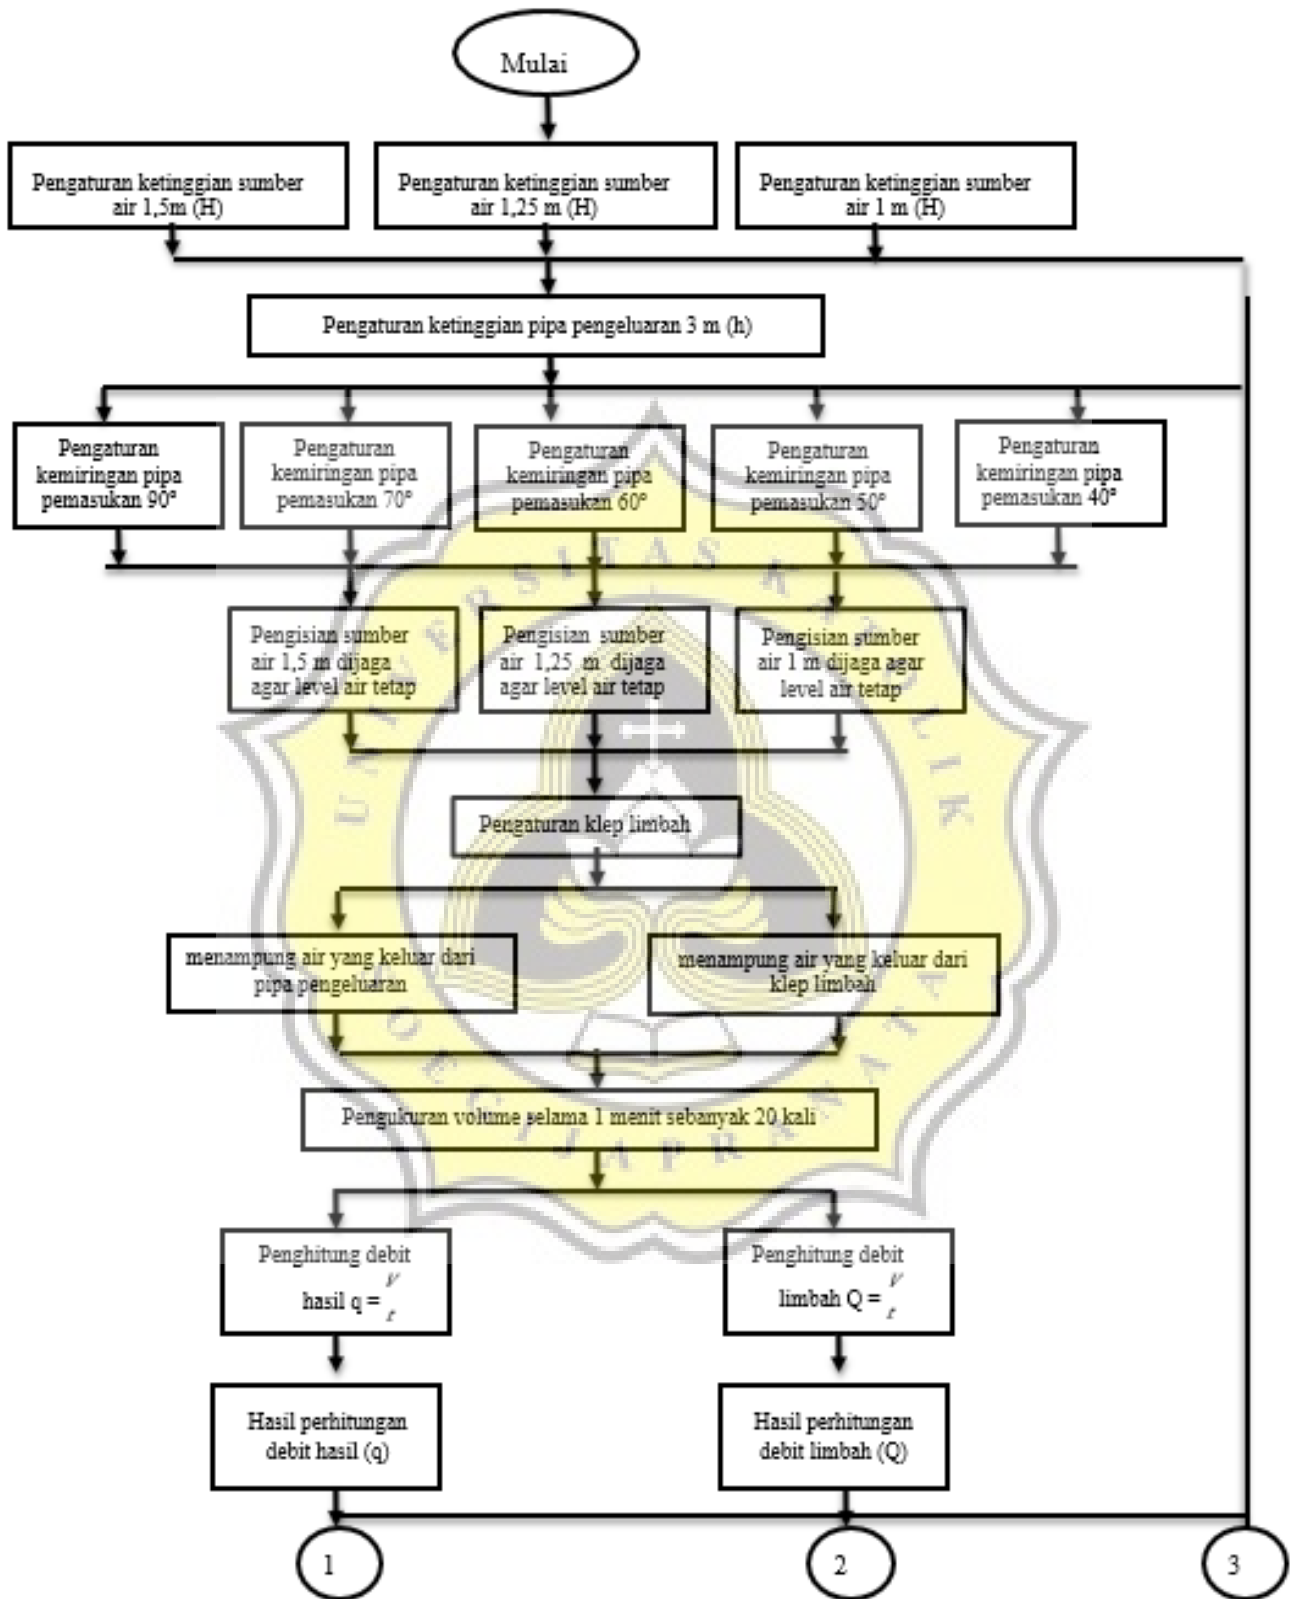 Mulai
Pengaturan ketinggian sumber
air 1,5m (H)
Pengaturan ketinggian sumber
air 1,25 m (H)
Pengaturan ketinggian sumber
air 1 m (H)
Pengaturan ketinggian pipa pengeluaran 3 m (h)
Pengaturan
kemiringan pipa
pemasukan 90°
Pengaturan
kemiringan pipa
pemasukan 70°
Pengaturan
kemiringan pipa
pemasukan 60°
Pengaturan
kemiringan pipa
pemasukan 50°
Pengaturan
kemiringan pipa
pemasukan 40°
UNIVERSITAS KATOLIK
Pengisian sumber
air 1,5 m dijaga
agar level air tetap
Pengisian sumber
air 1,25 m dijaga
agar level air tetap
Pengisian sumber
air 1 m dijaga agar
level air tetap
Pengaturan klep limbah
menampung air yang keluar dari
pipa pengeluaran
menampung air yang keluar dari
klep limbah
SOEGIJAPRANATA
Pengukuran volume selama 1 menit sebanyak 20 kali
Penghitung debit
hasil q = V
t
Penghitung debit
limbah Q = V
t
Hasil perhitungan
debit hasil (q)
Hasil perhitungan
debit limbah (Q)
1
2
3